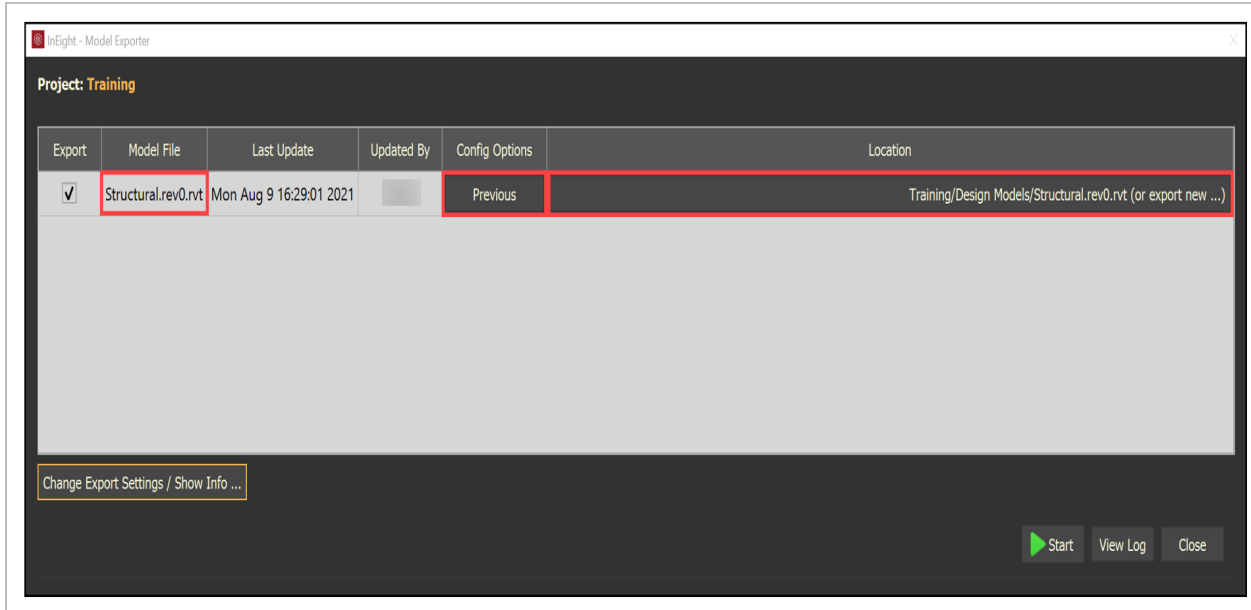 InEight - Model Exporter
X
Project: Training
Export Model File Last Update Updated By Config Options Location
Structural.rev0.rvt Mon Aug 9 16:29:01 2021 Previous Training/Design Models/Structural.rev0.rvt (or export new ...)
Change Export Settings / Show Info ...
Start View Log Close